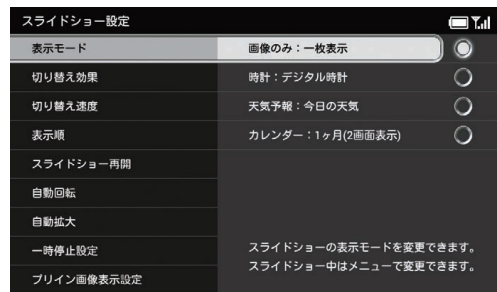 スライドショー設定
表示モード
画像のみ：一枚表示
切り替え効果
時計：デジタル時計
切り替え速度
天気予報：今日の天気
表示順
カレンダー：1ヶ月(2画面表示)
スライドショー再開
自動回転
自動拡大
一時停止設定
プリイン画像表示設定
スライドショーの表示モードを変更できます。
スライドショー中はメニューで変更できます。